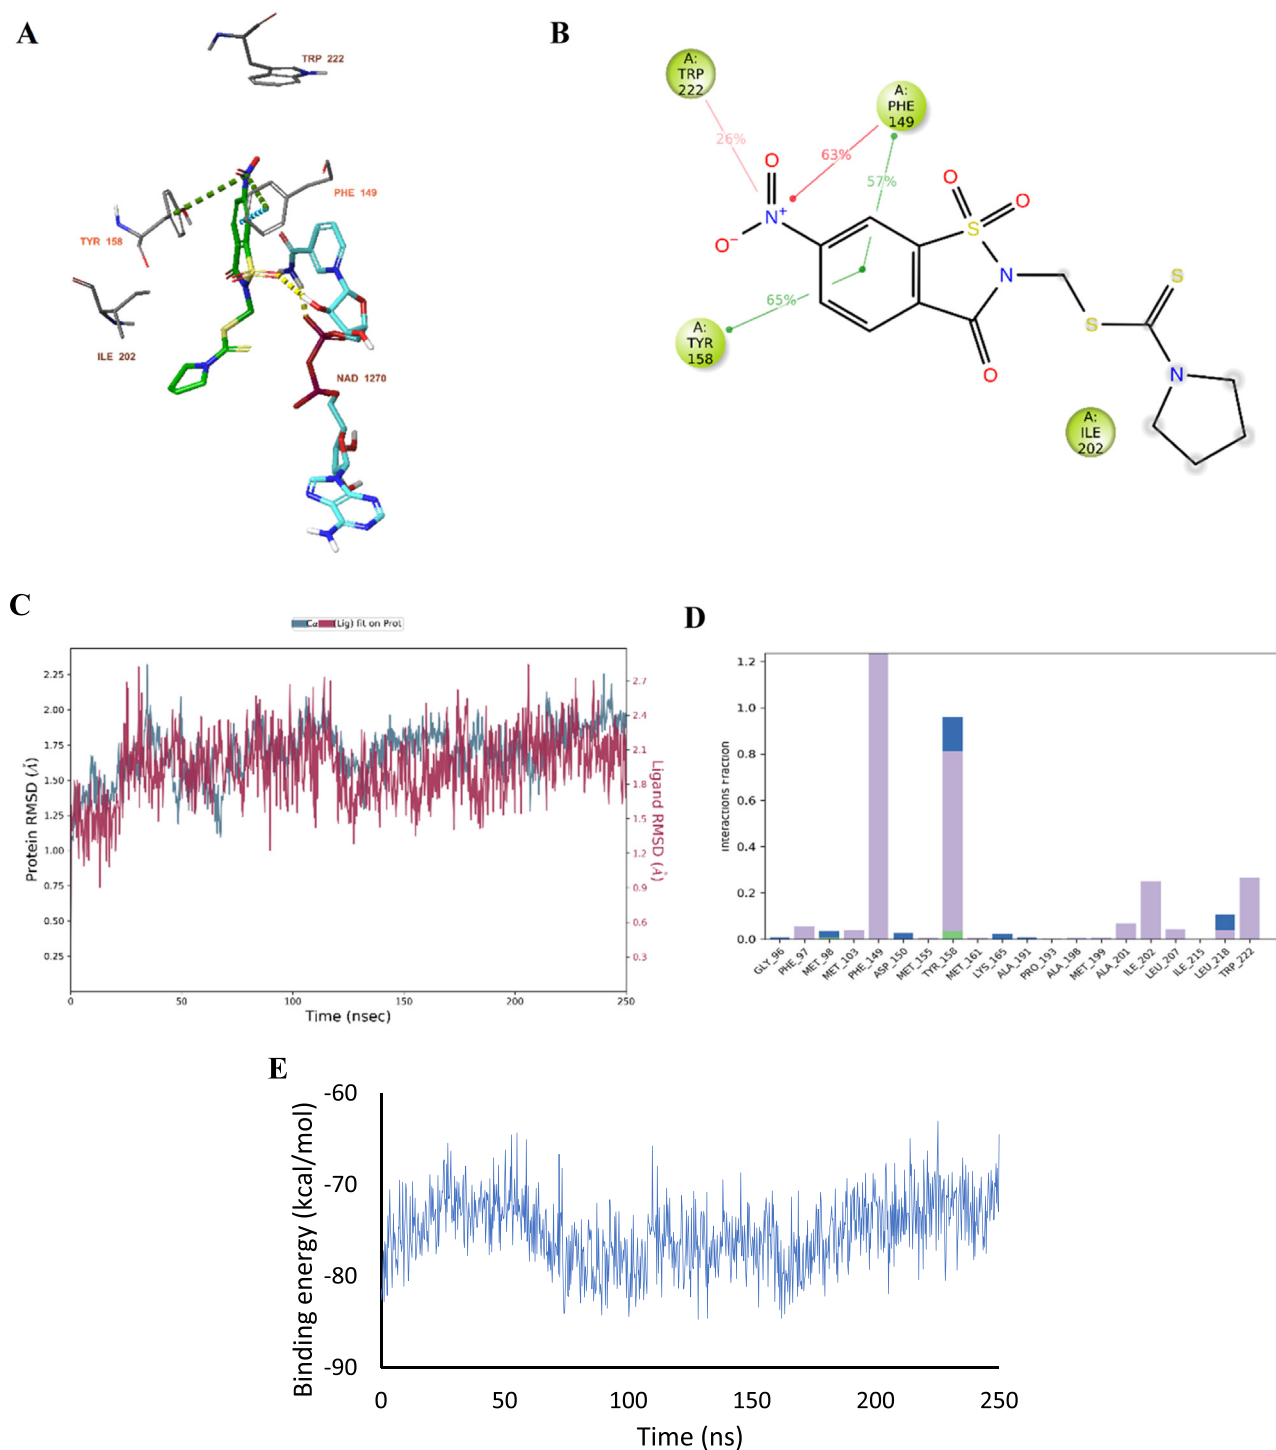 A
TRP 222
PHE 149
TYR 158
ILE 202
NAD 1270
B
A:
TRP
222
A:
PHE
149
26%
63%
57%
65%
O
N+
O−
O
O
S
N
O
S
S
N
A:
TYR
158
A:
ILE
202
C
Cα (Lig) fit on Prot
Protein RMSD (Å)
2.25
2.00
1.75
1.50
1.25
1.00
0.75
0.50
0.25
2.7
2.4
2.1
1.8
1.5
1.2
0.9
0.6
0.3
Ligand RMSD (Å)
0 50 100 150 200 250
Time (nsec)
D
Interactions Fraction
1.2
1.0
0.8
0.6
0.4
0.2
0.0
GLY_96 PHE_97 MET_98 MET_103 PHE_149 ASP_150 MET_155 TYR_158 MET_161 LYS_165 ALA_191 PRO_193 ALA_198 MET_199 ALA_201 ILE_202 LEU_207 ILE_215 LEU_218 TRP_222
E
Binding energy (kcal/mol)
-60
-70
-80
-90
0 50 100 150 200 250
Time (ns)